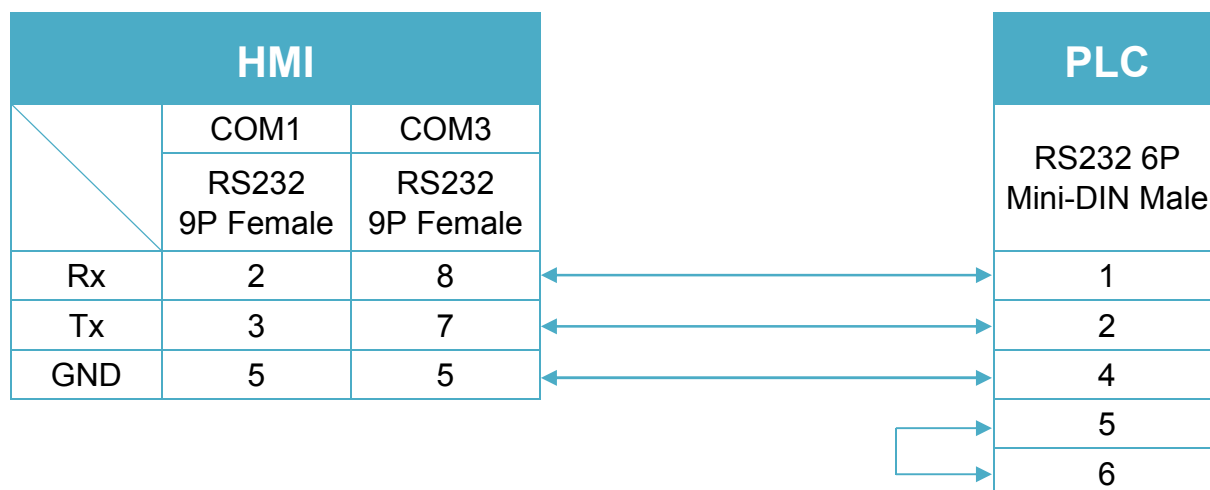 HMI PLC
COM1 COM3
RS232 6P
Mini-DIN Male
RS232 RS232
9P Female 9P Female
Rx 2 8 1
Tx 3 7 2
GND 5 5 4
5
6